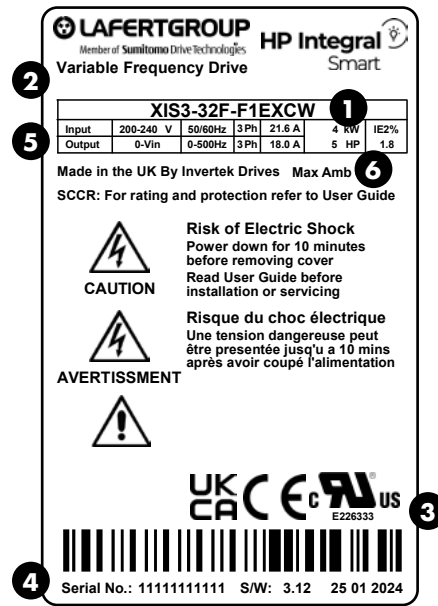 LAFERTGROUP
Member of Sumitomo Drive Technologies
HP Integral
Smart
2
Variable Frequency Drive
XIS3-32F-F1EXCW
1
5
Input 200-240 V 50/60Hz 3 Ph 21.6 A 4 kW IE2%
Output 0-Vin 0-500Hz 3 Ph 18.0 A 5 HP 1.8
Made in the UK By Invertek Drives Max Amb
6
SCCR: For rating and protection refer to User Guide
CAUTION
Risk of Electric Shock
Power down for 10 minutes
before removing cover
Read User Guide before
installation or servicing
AVERTISSMENT
Risque du choc électrique
Une tension dangereuse peut
être presentée jusqu'u a 10 mins
après avoir coupé l'alimentation
UK
CA
CE
c RU US
E226333
3
4
Serial No.: 11111111111 S/W: 3.12 25 01 2024